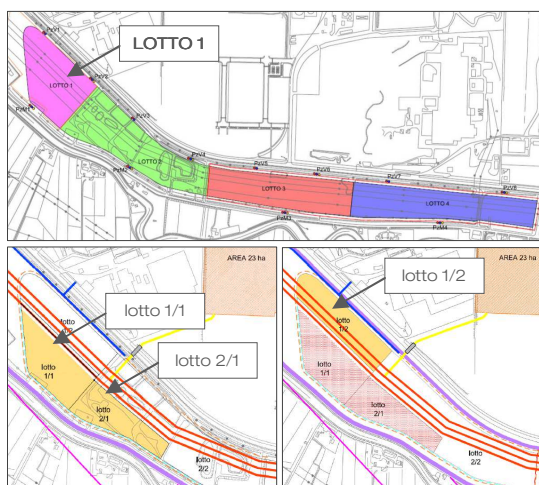 LOTTO 1
PzV1
PzV2
LOTTO 1
PzM1
PzV3
PzV4
LOTTO 2
PzM2
PzV5
PzV6
PzV7
PzV8
LOTTO 3
LOTTO 4
PzM3
PzM4
AREA 23 ha
lotto 1/1
lotto 2/1
lotto
1/1
lotto
2/1
lotto
2/2
AREA 23 ha
lotto 1/2
lotto
1/2
lotto
1/1
lotto
2/1
lotto
2/2